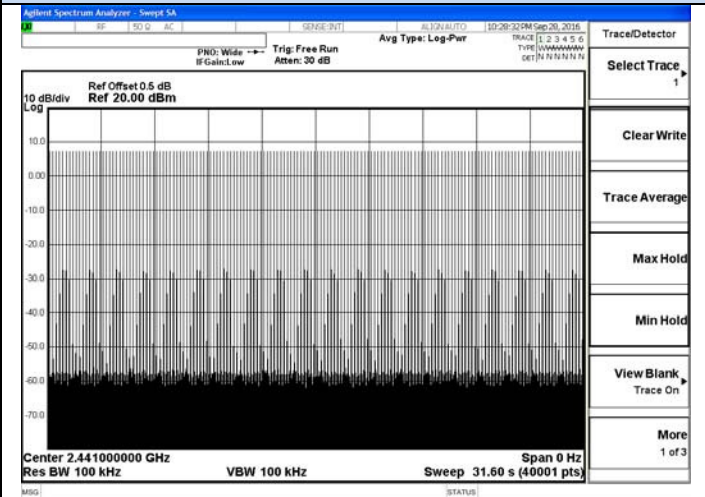 Agilent Spectrum Analyzer - Swept SA
RF 50 Ω AC SENSE:INT ALIGN AUTO 10:28:32 PM Sep 28, 2016
Avg Type: Log-Pwr TRACE 1 2 3 4 5 6
PNO: Wide Trig: Free Run TYPE
IFGain:Low Atten: 30 dB DET N N N N N N
Ref Offset 0.5 dB
10 dB/div Ref 20.00 dBm
Log
10.0
0.00
-10.0
-20.0
-30.0
-40.0
-50.0
-60.0
-70.0
Center 2.441000000 GHz Span 0 Hz
Res BW 100 kHz VBW 100 kHz Sweep 31.60 s (40001 pts)
MSG STATUS
Trace/Detector
Select Trace
1
Clear Write
Trace Average
Max Hold
Min Hold
View Blank
Trace On
More
1 of 3